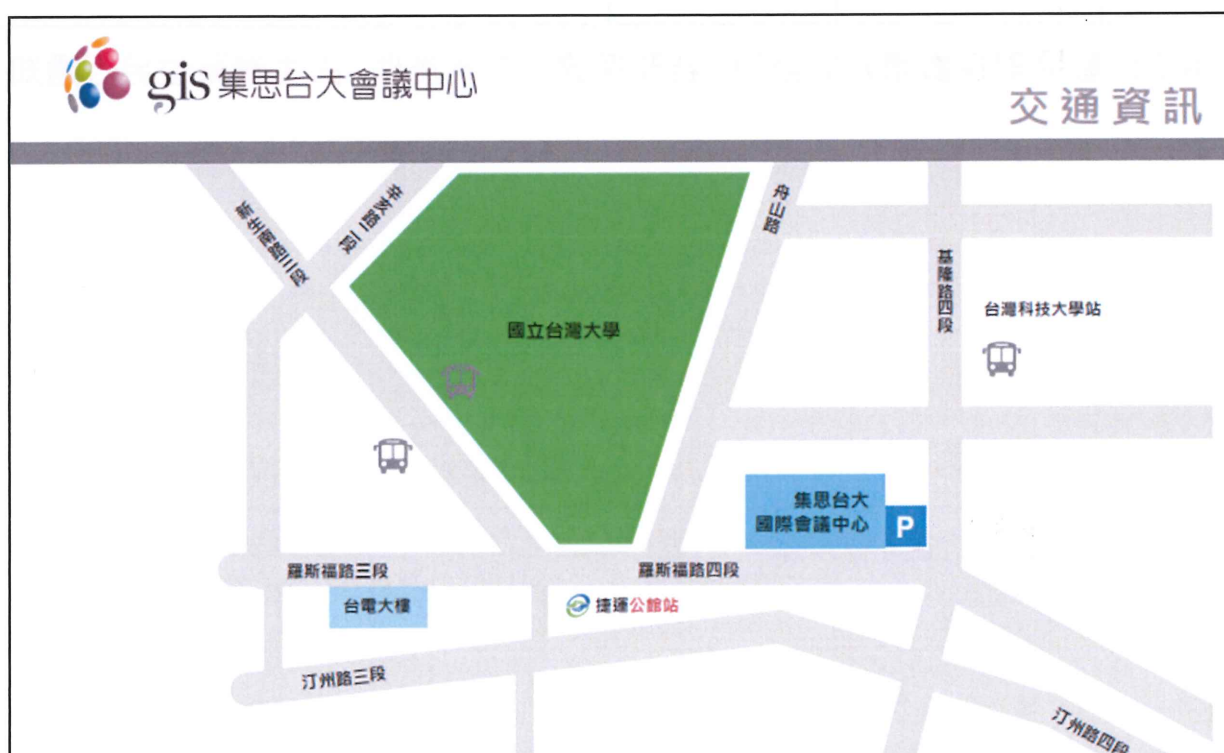 gis 集思台大會議中心
交通資訊
新生南路三段
辛亥路二段
舟山路
基隆路四段
台灣科技大學站
國立台灣大學
集思台大
國際會議中心
P
羅斯福路三段
羅斯福路四段
台電大樓
捷運公館站
汀州路三段
汀州路四段